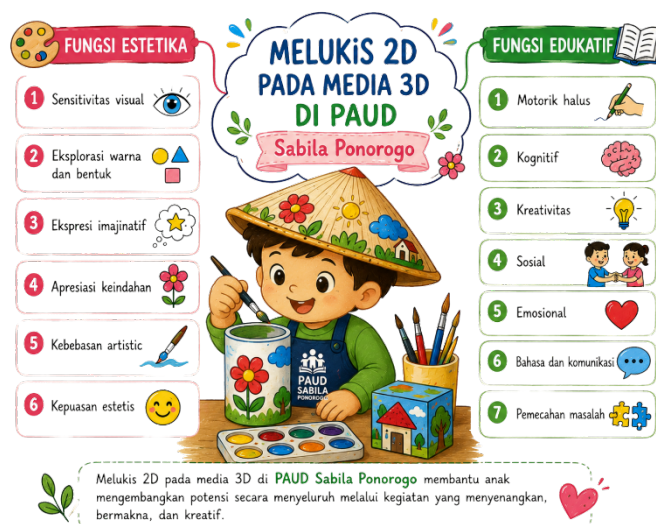 MELUKIS 2D
PADA MEDIA 3D
DI PAUD
Sabila Ponorogo
FUNGSI ESTETIKA
1 Sensitivitas visual
2 Eksplorasi warna
dan bentuk
3 Ekspresi imajinatif
4 Apresiasi keindahan
5 Kebebasan artistic
6 Kepuasan estetis
FUNGSI EDUKATIF
1 Motorik halus
2 Kognitif
3 Kreativitas
4 Sosial
5 Emosional
6 Bahasa dan komunikasi
7 Pemecahan masalah
PAUD
SABILA
PONOROGO
Melukis 2D pada media 3D di PAUD Sabila Ponorogo membantu anak
mengembangkan potensi secara menyeluruh melalui kegiatan yang menyenangkan,
bermakna, dan kreatif.